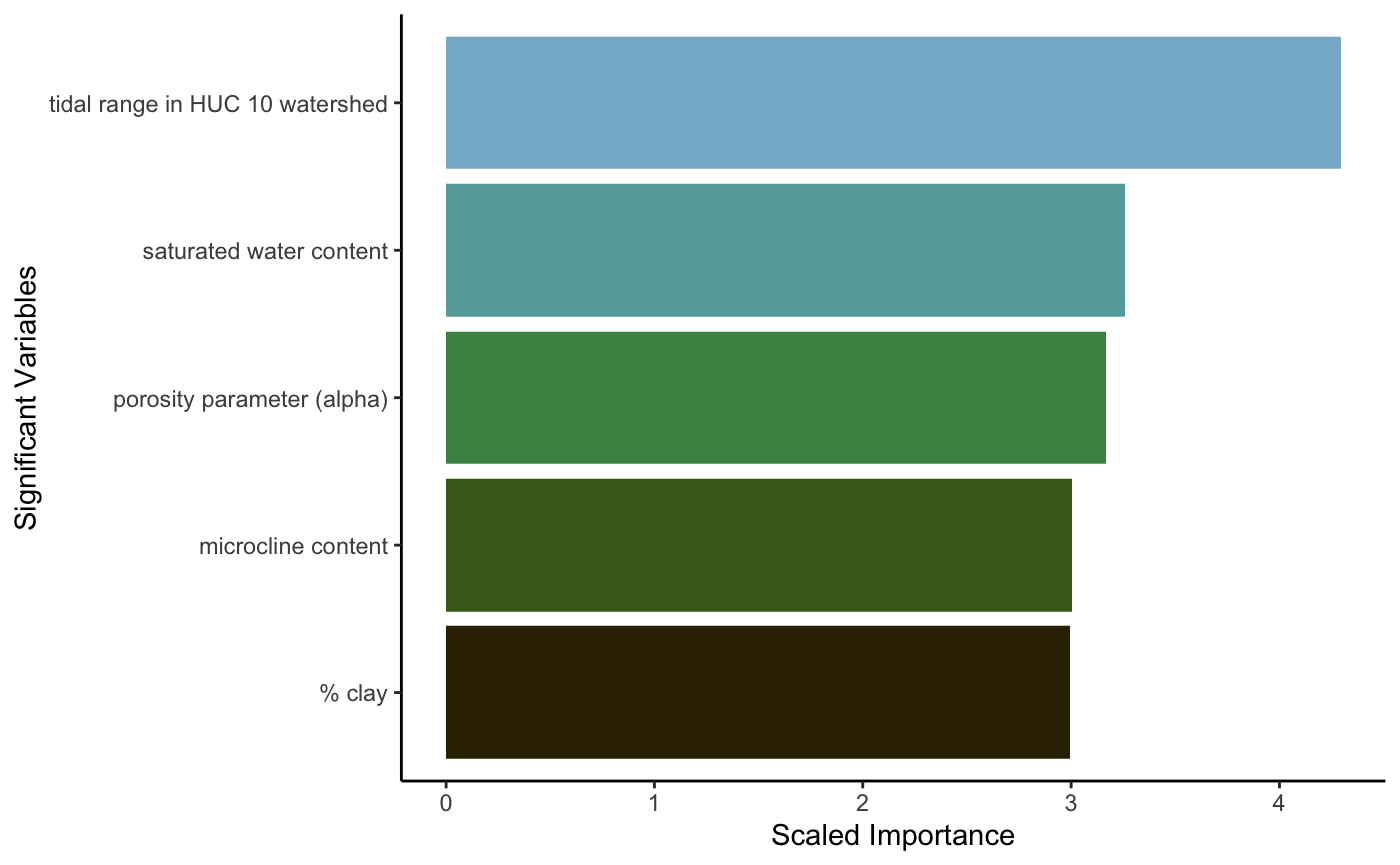 tidal range in HUC 10 watershed
saturated water content
porosity parameter (alpha)
microcline content
% clay
Significant Variables
0 1 2 3 4
Scaled Importance